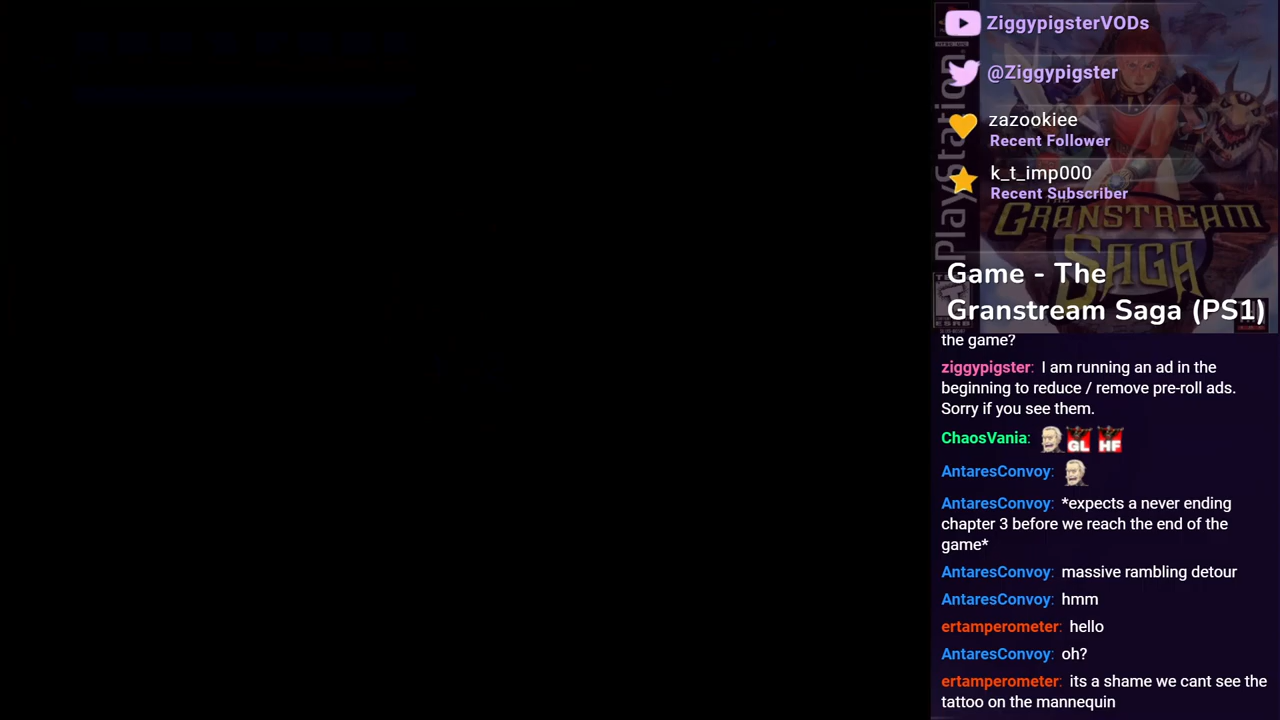 ZiggypigsterVODs
@Ziggypigster
zazookiee
Recent Follower
k_t_imp000
Recent Subscriber
PlayStation
GRANSTREAM
SAGA
Game - The
Granstream Saga (PS1)
the game?
ziggypigster: I am running an ad in the
beginning to reduce / remove pre-roll ads.
Sorry if you see them.
ChaosVania: GL HF
AntaresConvoy:
AntaresConvoy: *expects a never ending
chapter 3 before we reach the end of the
game*
AntaresConvoy: massive rambling detour
AntaresConvoy: hmm
ertamperometer: hello
AntaresConvoy: oh?
ertamperometer: its a shame we cant see the
tattoo on the mannequin